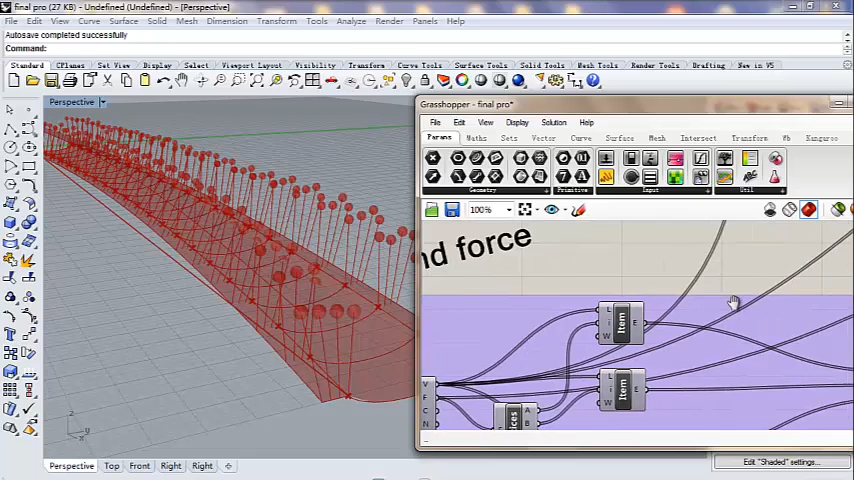 final pro (27 KB) - Undefined (Undefined) - [Perspective]
File Edit View Curve Surface Solid Mesh Dimension Transform Tools Analyze Render Panels Help
Autosave completed successfully
Command:
Standard CPlanes Set View Display Select Viewport Layout Visibility Transform Curve Tools Surface Tools Solid Tools Mesh Tools Render Tools Drafting New in V5
Perspective
Grasshopper - final pro*
File Edit View Display Solution Help
Params Maths Sets Vector Curve Surface Mesh Intersect Transform Wb Kangaroo
Geometry Primitive Input Util
100%
nd force
L
i
W
Item
E
L
i
W
Item
E
V
F
C
N
ices
A
B
z
y
x
Perspective Top Front Right Right
Edit "Shaded" settings...